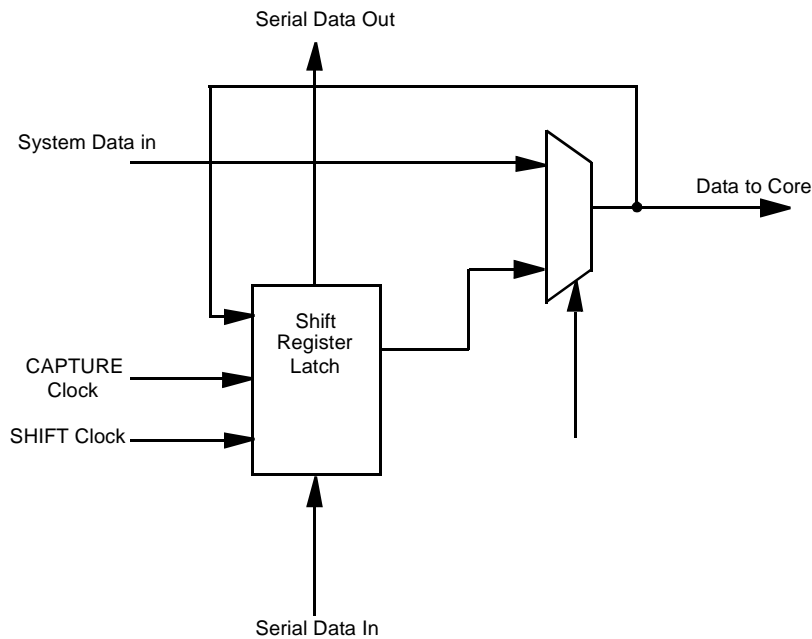 Serial Data Out
System Data in
Data to Core
Shift
Register
Latch
CAPTURE
Clock
SHIFT Clock
Serial Data In